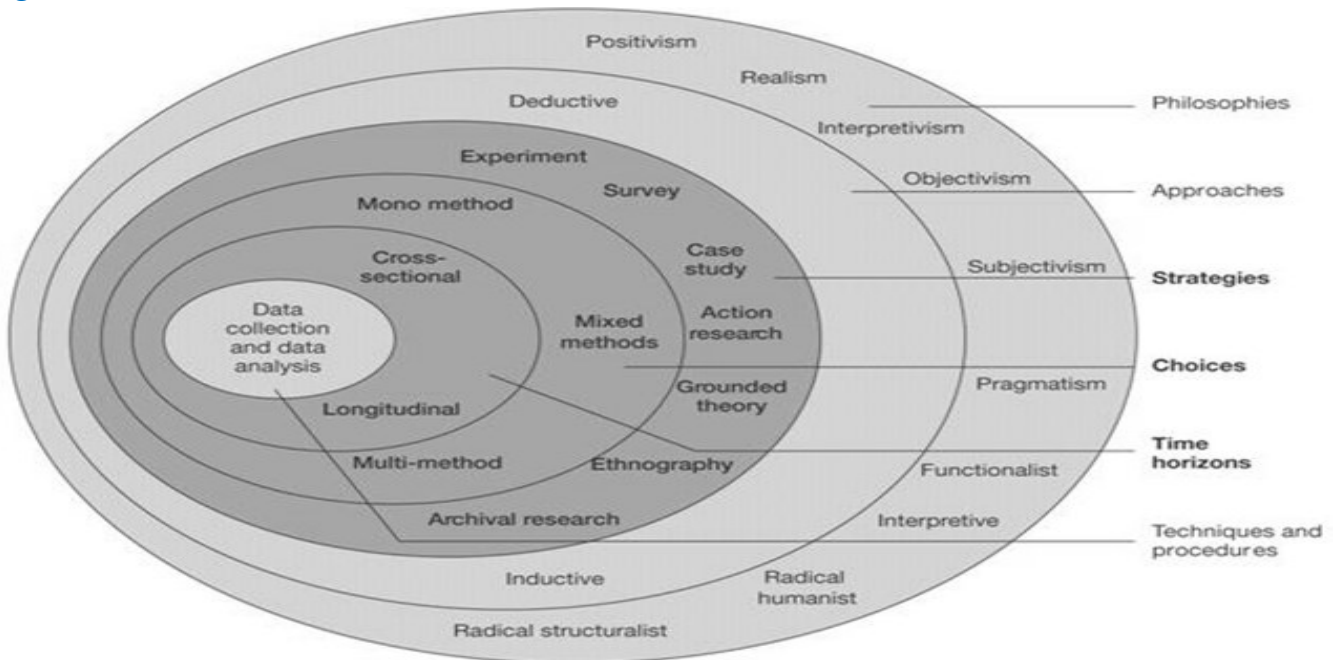 Positivism
Realism
Philosophies
Deductive
Interpretivism
Experiment
Objectivism
Approaches
Survey
Mono method
Case
study
Cross-
sectional
Subjectivism
Strategies
Data
collection
and data
analysis
Mixed
methods
Action
research
Choices
Pragmatism
Grounded
theory
Longitudinal
Time
horizons
Multi-method
Ethnography
Functionalist
Archival research
Interpretive
Techniques and
procedures
Inductive
Radical
humanist
Radical structuralist